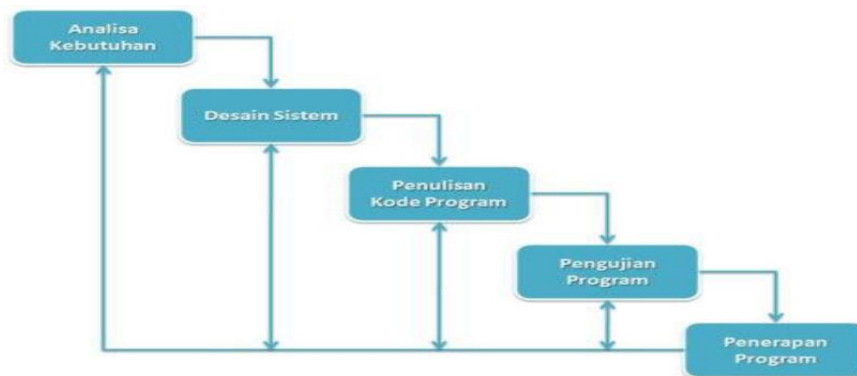 Analisa
Kebutuhan
Desain Sistem
Penulisan
Kode Program
Pengujian
Program
Penerapan
Program